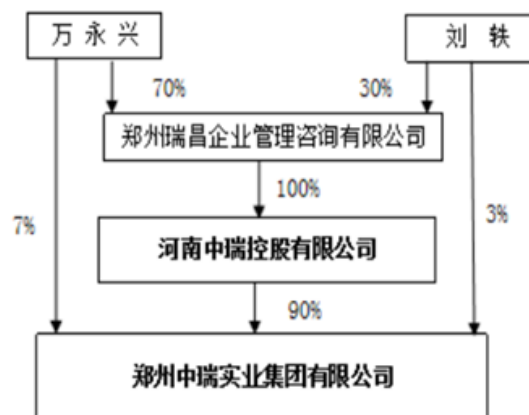 万 永 兴
刘 轶
70%
30%
郑州瑞昌企业管理咨询有限公司
100%
7%
河南中瑞控股有限公司
3%
90%
郑州中瑞实业集团有限公司